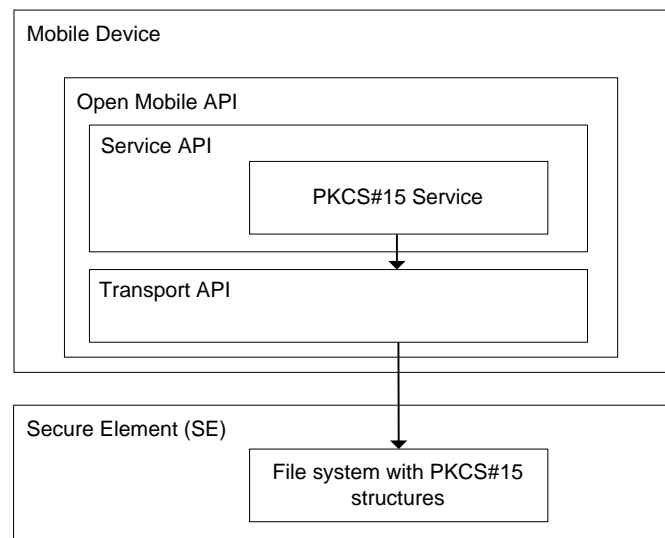 Mobile Device
Open Mobile API
Service API
PKCS#15 Service
Transport API
Secure Element (SE)
File system with PKCS#15
structures